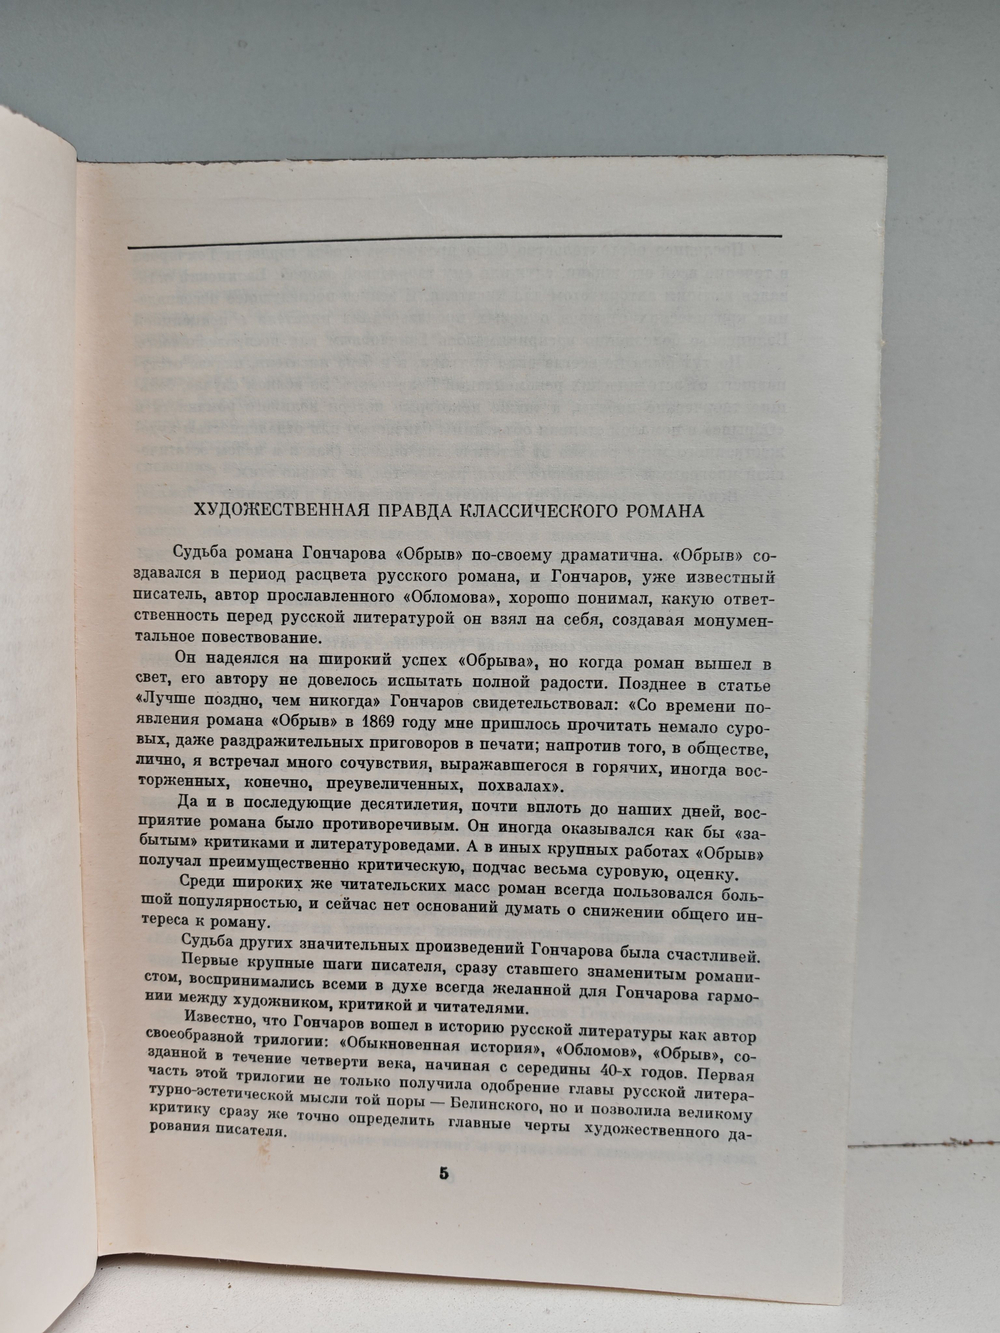 ХУДОЖЕСТВЕННАЯ ПРАВДА КЛАССИЧЕСКОГО РОМАНА
Судьба романа Гончарова «Обрыв» по-своему драматична. «Обрыв» со-
здавался в период расцвета русского романа, и Гончаров, уже известный
писатель, автор прославленного «Обломова», хорошо понимал, какую ответ-
ственность перед русской литературой он взял на себя, создавая монумен-
тальное повествование.
Он надеялся на широкий успех «Обрыва», но когда роман вышел в
свет, его автору не довелось испытать полной радости. Позднее в статье
«Лучше поздно, чем никогда» Гончаров свидетельствовал: «Со времени по-
явления романа «Обрыв» в 1869 году мне пришлось прочитать немало суро-
вых, даже раздражительных приговоров в печати; напротив того, в обществе,
лично, я встречал много сочувствия, выражавшегося в горячих, иногда вос-
торженных, конечно, преувеличенных, похвалах».
Да и в последующие десятилетия, почти вплоть до наших дней, вос-
приятие романа было противоречивым. Он иногда оказывался как бы «за-
бытым» критиками и литературоведами. А в иных крупных работах «Обрыв»
получал преимущественно критическую, подчас весьма суровую, оценку.
Среди широких же читательских масс роман всегда пользовался боль-
шой популярностью, и сейчас нет оснований думать о снижении общего ин-
тереса к роману.
Судьба других значительных произведений Гончарова была счастливей.
Первые крупные шаги писателя, сразу ставшего знаменитым романи-
стом, воспринимались всеми в духе всегда желанной для Гончарова гармо-
нии между художником, критикой и читателями.
Известно, что Гончаров вошел в историю русской литературы как автор
своеобразной трилогии: «Обыкновенная история», «Обломов», «Обрыв», со-
зданной в течение четверти века, начиная с середины 40-х годов. Первая
часть этой трилогии не только получила одобрение главы русской литера-
турно-эстетической мысли той поры — Белинского, но и позволила великому
критику сразу же точно определить главные черты художественного да-
рования писателя.
5